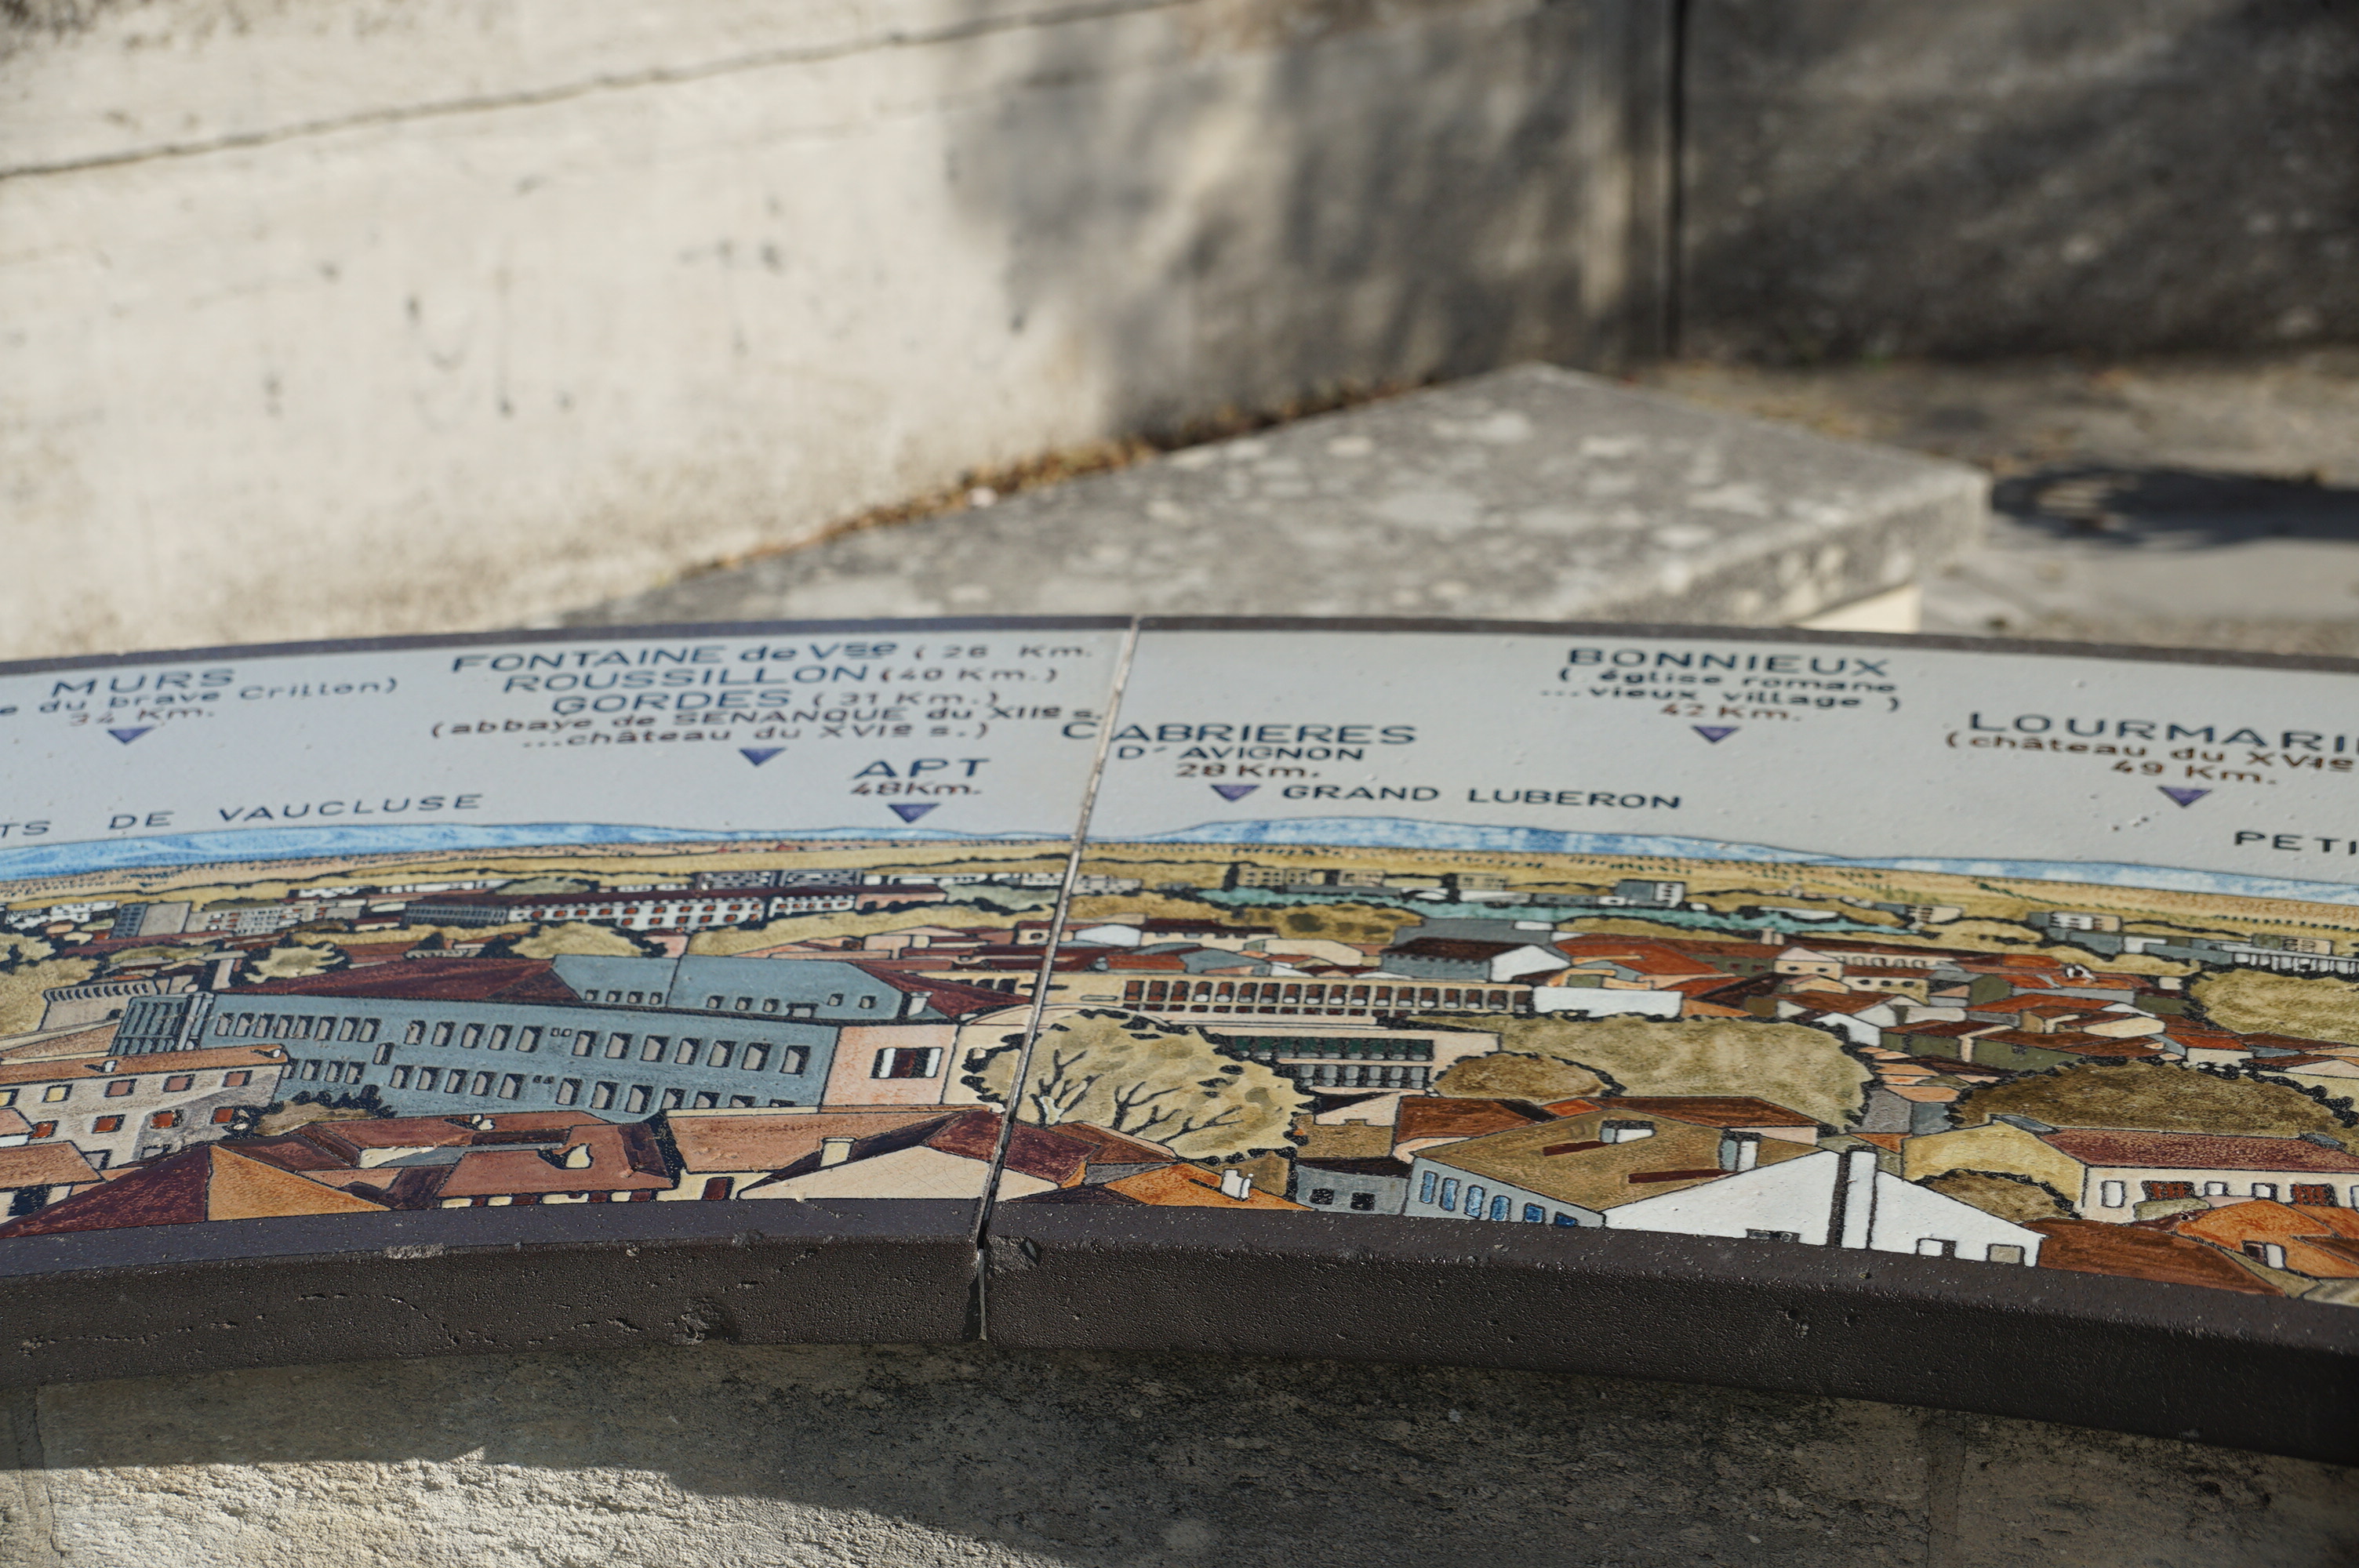 MURS
e du brave Crillon)
34 Km.
FONTAINE de Vse ( 26 Km.
ROUSSILLON (40 Km.)
GORDES (31 Km.)
(abbaye de SENANQUE du XIIe s.
...château du XVIe s.)
APT
48Km.
TS DE VAUCLUSE
CABRIERES
D'AVIGNON
28 Km.
GRAND LUBERON
BONNIEUX
( église romane
...vieux village )
42 Km.
LOURMARI
(château du XVIe
49 Km.
PETI